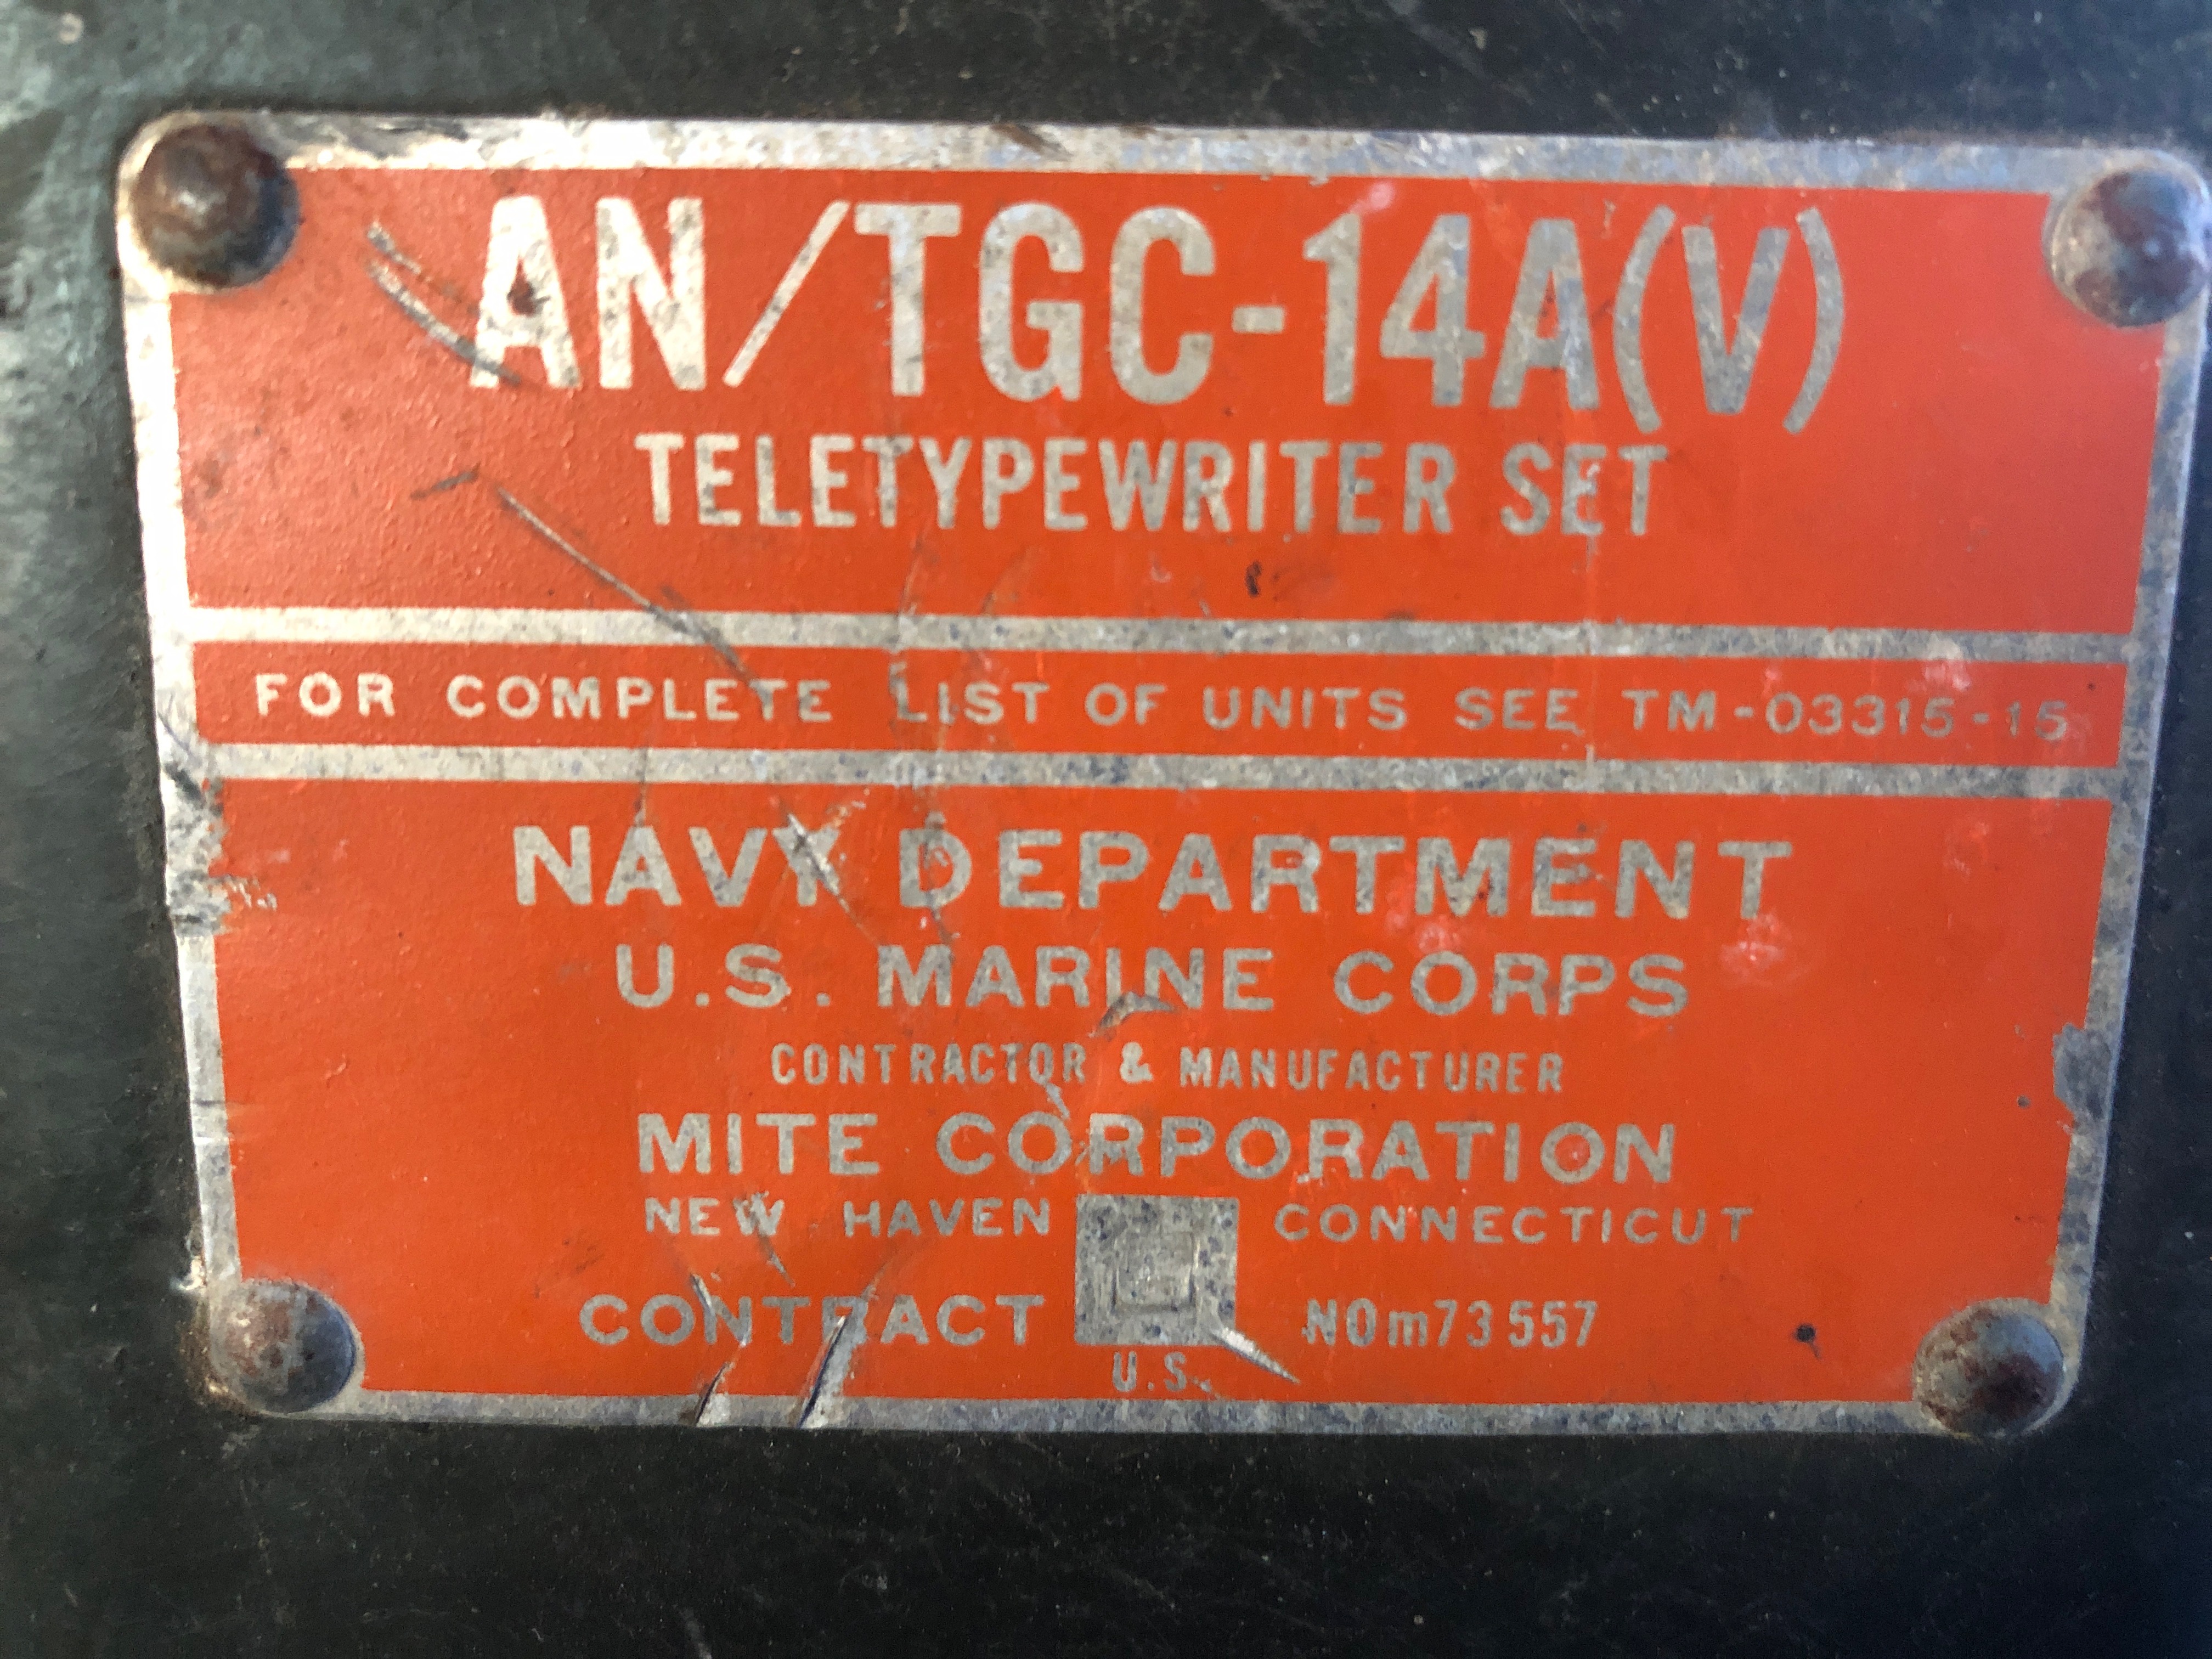 AN/TGC-14A(V)
TELETYPEWRITER SET
FOR COMPLETE LIST OF UNITS SEE TM-03315-15
NAVY DEPARTMENT
U.S. MARINE CORPS
CONTRACTOR & MANUFACTURER
MITE CORPORATION
NEW HAVEN CONNECTICUT
CONTRACT NOm73557
U.S.